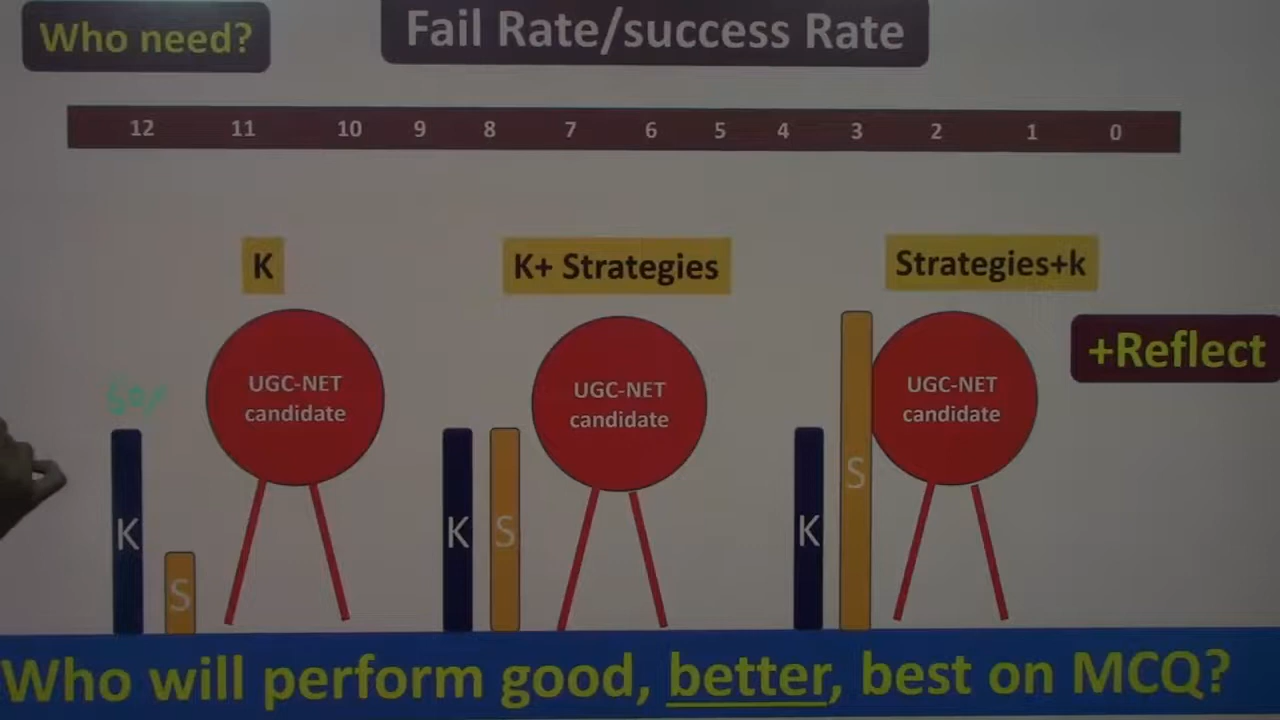 Who need?
Fail Rate/success Rate
12 11 10 9 8 7 6 5 4 3 2 1 0
K
K+ Strategies
Strategies+k
UGC-NET
candidate
UGC-NET
candidate
UGC-NET
candidate
+Reflect
K
S
K
S
K
S
Who will perform good, better, best on MCQ?